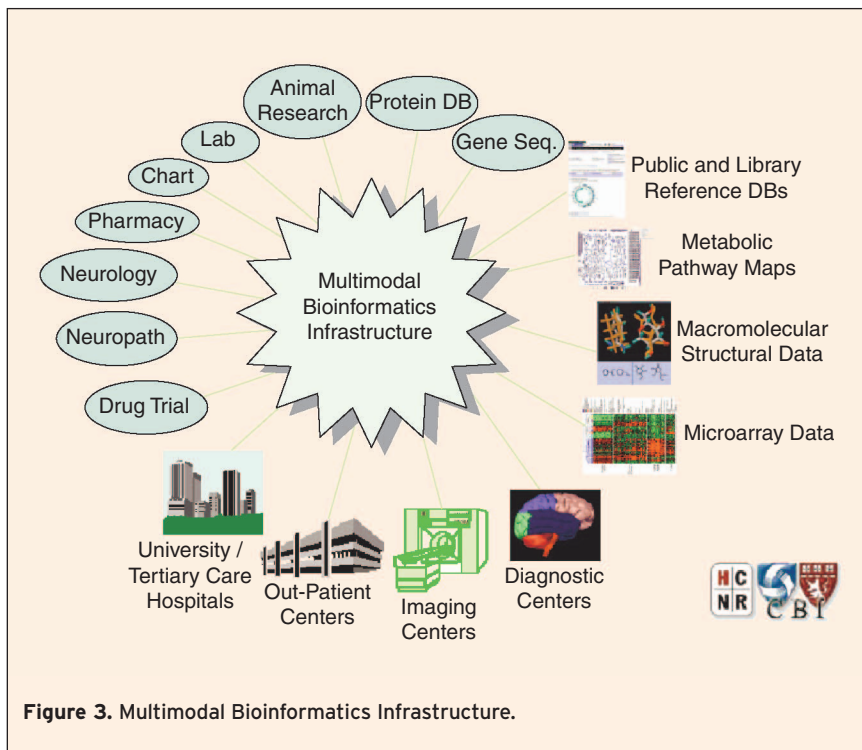 Animal
Research
Protein DB
Gene Seq.
Lab
Chart
Pharmacy
Neurology
Neuropath
Drug Trial
Multimodal
Bioinformatics
Infrastructure
Public and Library
Reference DBs
Metabolic
Pathway Maps
Macromolecular
Structural Data
Microarray Data
University /
Tertiary Care
Hospitals
Out-Patient
Centers
Imaging
Centers
Diagnostic
Centers
H C
N R
C B I
Figure 3. Multimodal Bioinformatics Infrastructure.